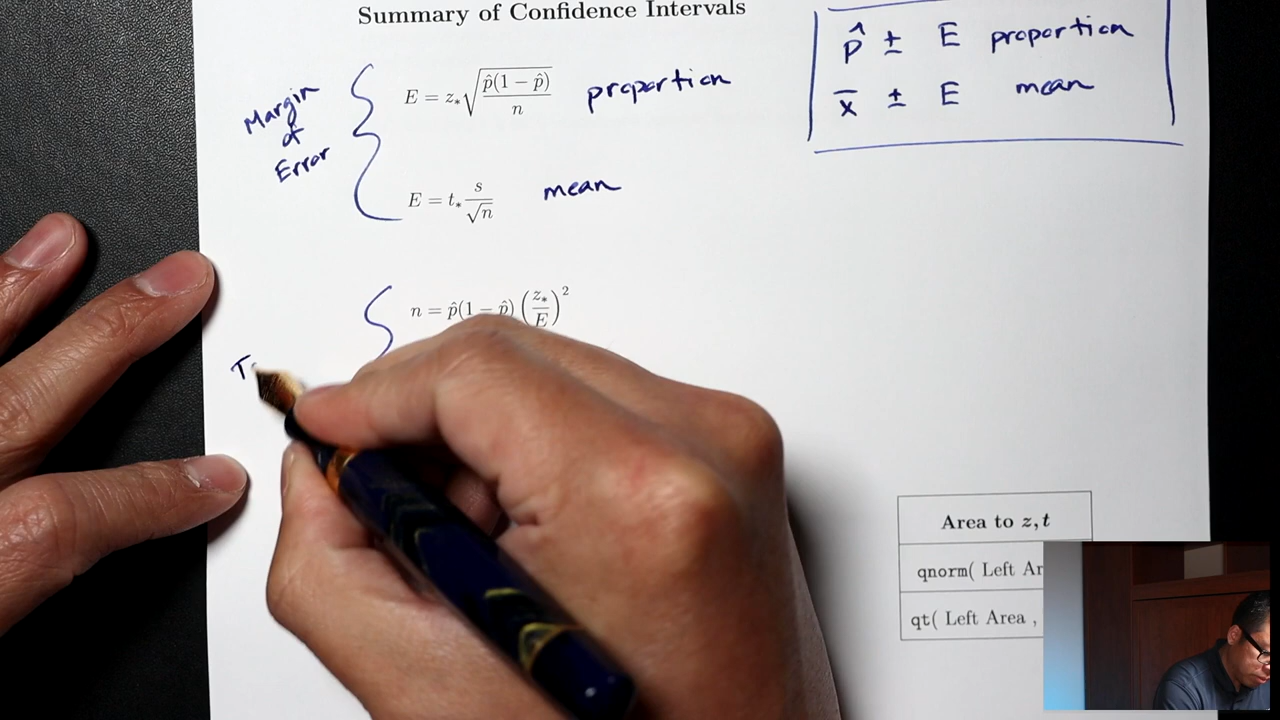 Summary of Confidence Intervals
p̂ ± E proportion
x̄ ± E mean
Margin
of
Error
E = z* √(p̂(1 − p̂)/n) proportion
E = t* s/√n mean
n = p̂(1 − p̂) (z*/E)²
Area to z, t
qnorm( Left
qt( Left Area ,